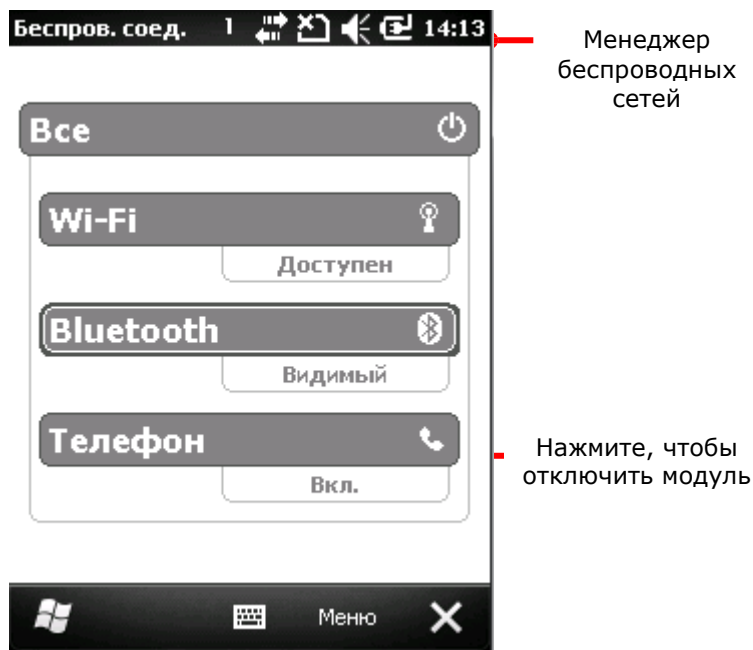 Беспров. соед. 1 14:13
Менеджер
беспроводных
сетей
Все
Wi-Fi
Доступен
Bluetooth
Видимый
Телефон
Вкл.
Нажмите, чтобы
отключить модуль
Меню